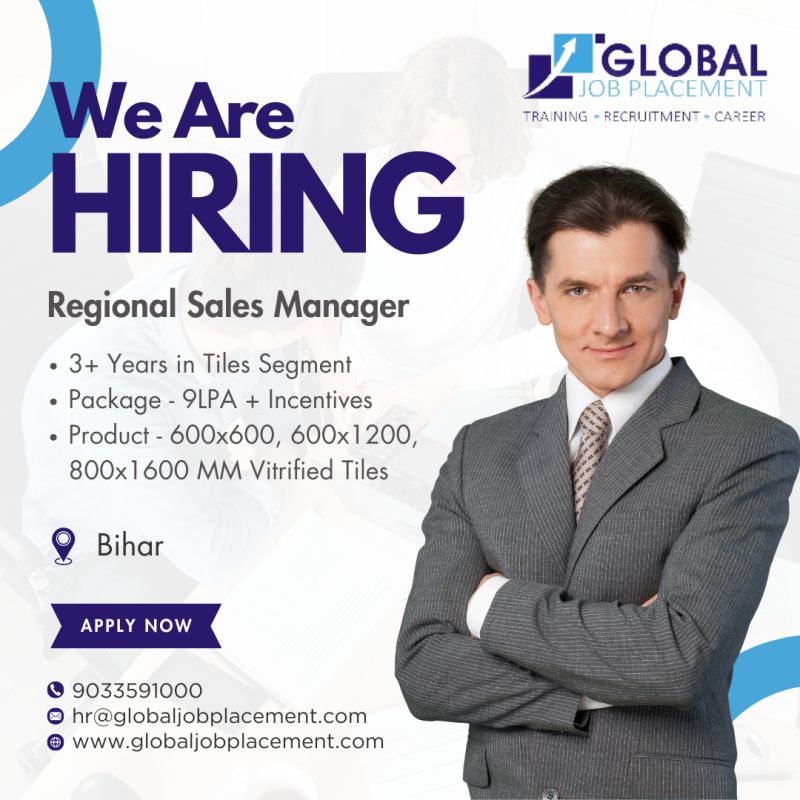 GLOBAL
JOB PLACEMENT
TRAINING • RECRUITMENT • CAREER
We Are
HIRING
Regional Sales Manager
• 3+ Years in Tiles Segment
• Package - 9LPA + Incentives
• Product - 600x600, 600x1200,
800x1600 MM Vitrified Tiles
Bihar
APPLY NOW
9033591000
hr@globaljobplacement.com
www.globaljobplacement.com